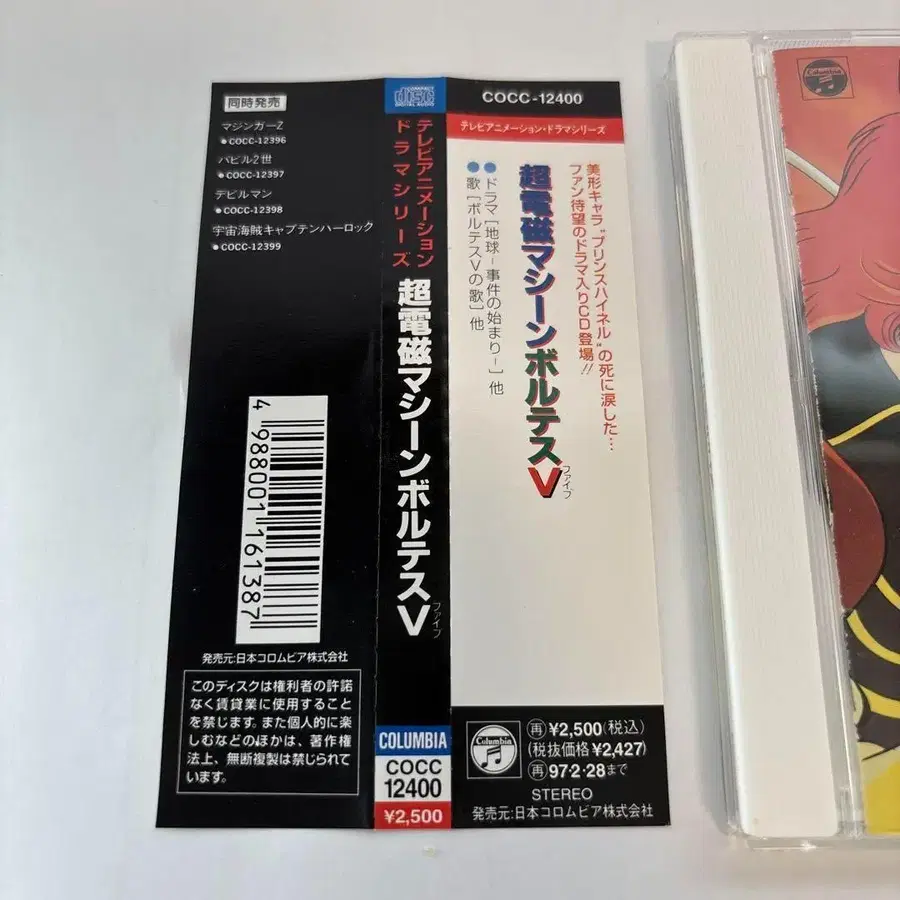 同時発売
マジンガーZ
●COCC-12396
バビル2世
●COCC-12397
デビルマン
●COCC-12398
宇宙海賊キャプテンハーロック
●COCC-12399
4 988001 161387
発売元:日本コロムビア株式会社
このディスクは権利者の許諾
なく賃貸業に使用すること
を禁じます。また個人的に楽
しむなどのほかは、著作権
法上、無断複製は禁じられて
います。
COMPACT
disc
DIGITAL AUDIO
テレビアニメーション
ドラマシリーズ
超電磁マシーンボルテスV
ファイブ
COLUMBIA
COCC
12400
¥2,500
COCC-12400
テレビアニメーション・ドラマシリーズ
美形キャラ“プリンスハイネル”の死に涙した…
ファン待望のドラマ入りCD登場!!
超電磁マシーンボルテスV
ファイブ
●ドラマ[地球-事件の始まり-]他
●歌[ボルテスVの歌]他
Columbia
再¥2,500(税込)
(税抜価格¥2,427)
再97・2・28まで
STEREO
発売元:日本コロムビア株式会社
Columbia